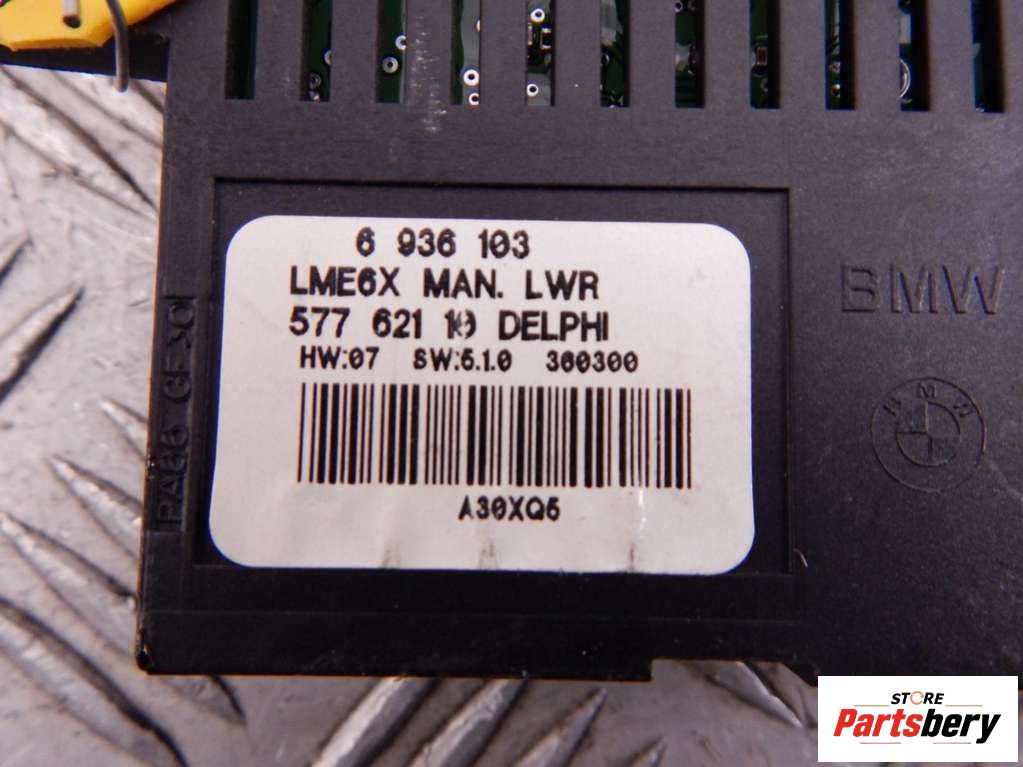 6 936 103
LME6X MAN. LWR
577 621 10 DELPHI
HW:07 SW:5.1.0 360300
A30XQ5
BMW
BMW
STORE
Partsbery